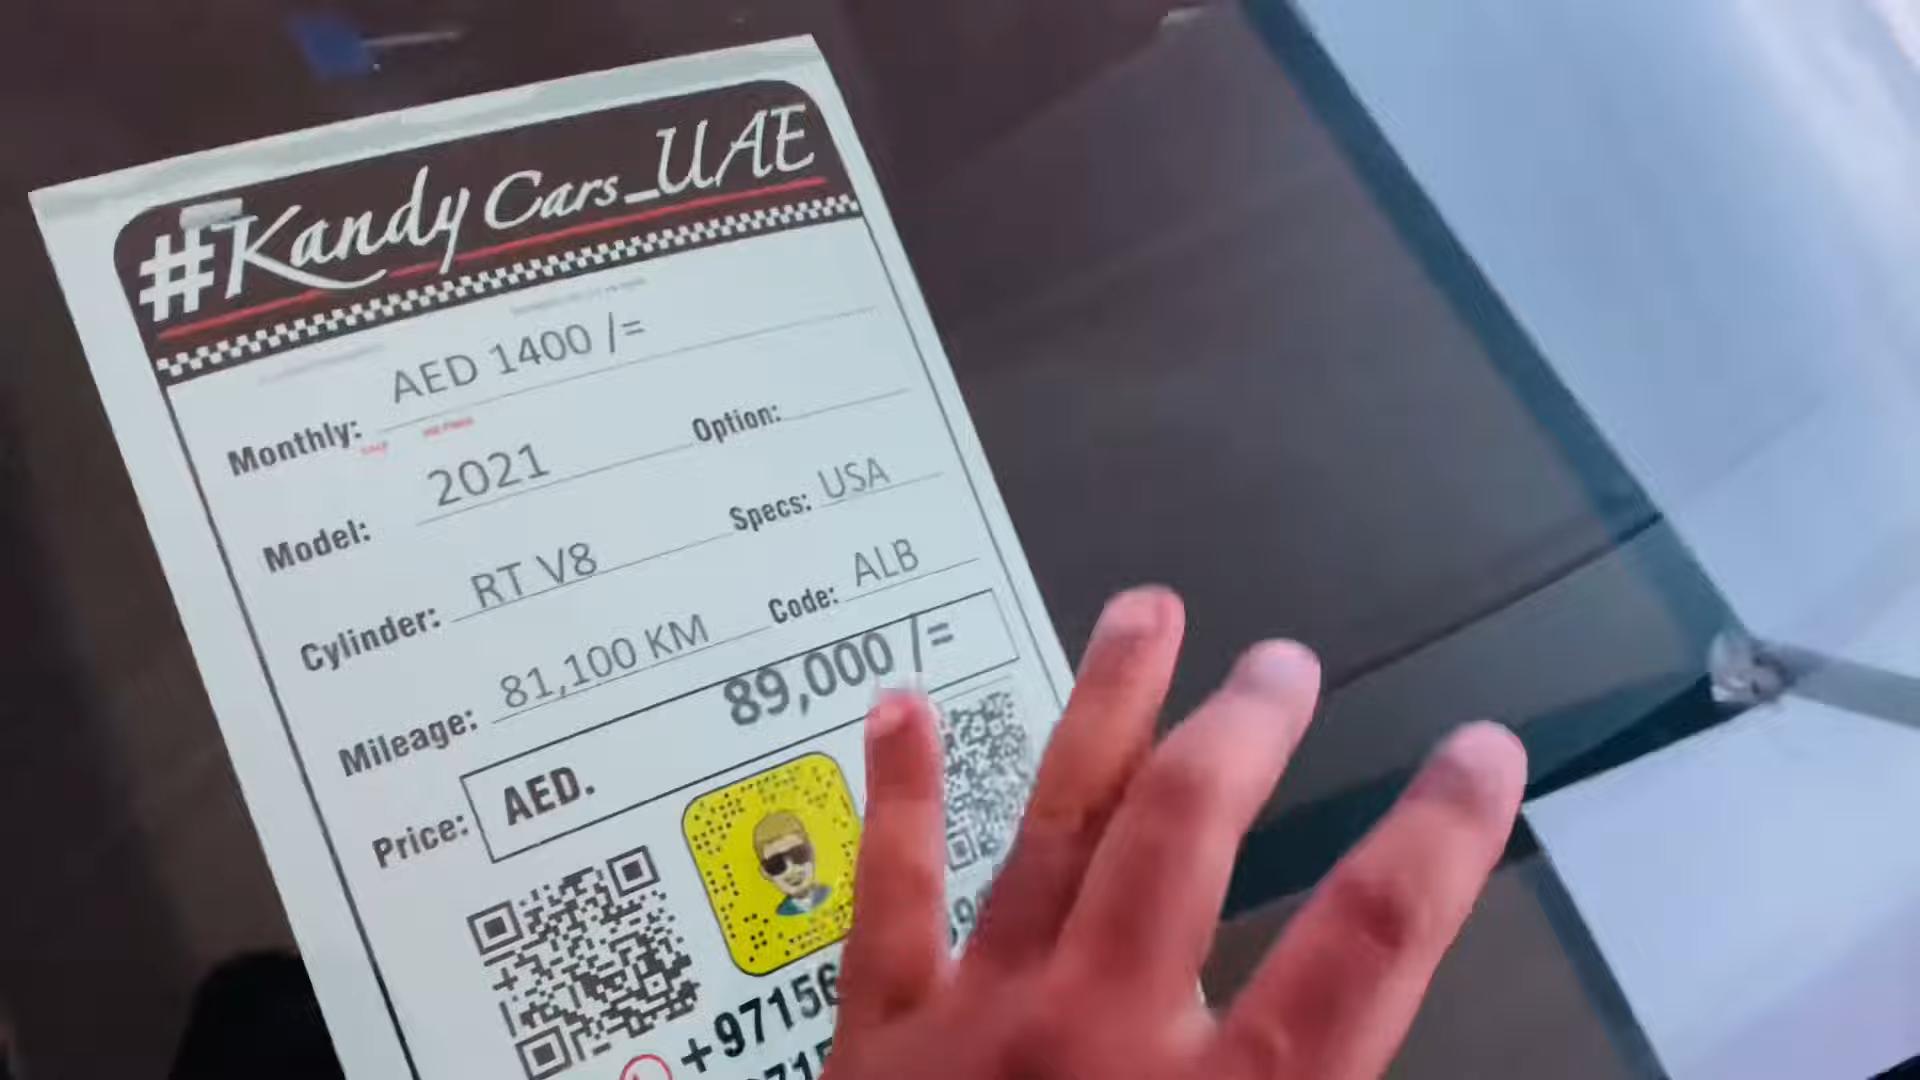 #Kandy Cars_UAE
Monthly: AED 1400 /=
Model: 2021 Option:
Cylinder: RT V8 Specs: USA
Mileage: 81,100 KM Code: ALB
Price: AED. 89,000 /=
+97156